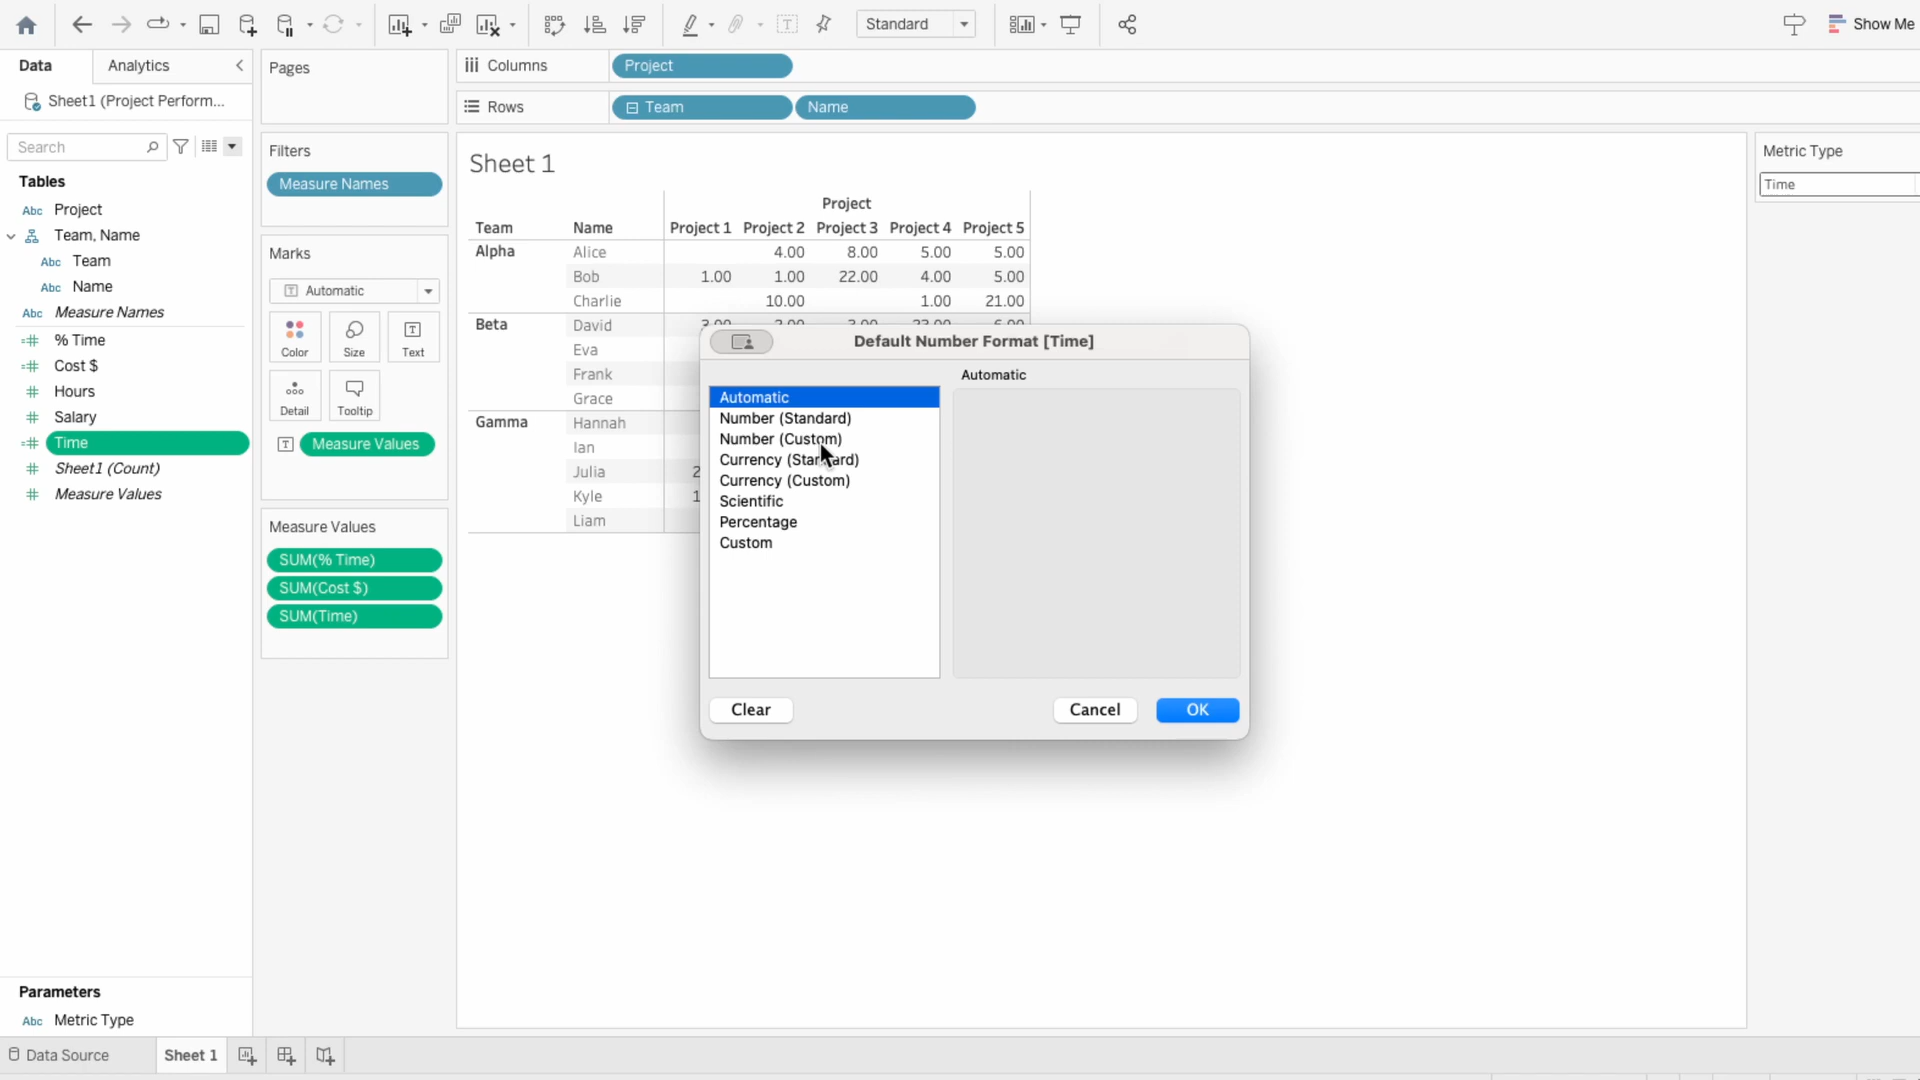 Standard
Show Me
Data
Analytics
Sheet1 (Project Perform...
Search
Tables
Abc Project
Team, Name
Abc Team
Abc Name
Abc Measure Names
=# % Time
=# Cost $
# Hours
# Salary
=# Time
# Sheet1 (Count)
# Measure Values
Parameters
Abc Metric Type
Pages
Filters
Measure Names
Marks
T Automatic
Color
Size
T Text
Detail
Tooltip
T Measure Values
Measure Values
SUM(% Time)
SUM(Cost $)
SUM(Time)
Columns
Project
Rows
Team
Name
Sheet 1
Project
Team Name Project 1 Project 2 Project 3 Project 4 Project 5
Alpha Alice 4.00 8.00 5.00 5.00
Bob 1.00 1.00 22.00 4.00 5.00
Charlie 10.00 1.00 21.00
Beta David
Eva
Frank
Grace
Gamma Hannah
Ian
Julia 2
Kyle 1
Liam
Default Number Format [Time]
Automatic
Automatic
Number (Standard)
Number (Custom)
Currency (Standard)
Currency (Custom)
Scientific
Percentage
Custom
Clear
Cancel
OK
Metric Type
Time
Data Source
Sheet 1